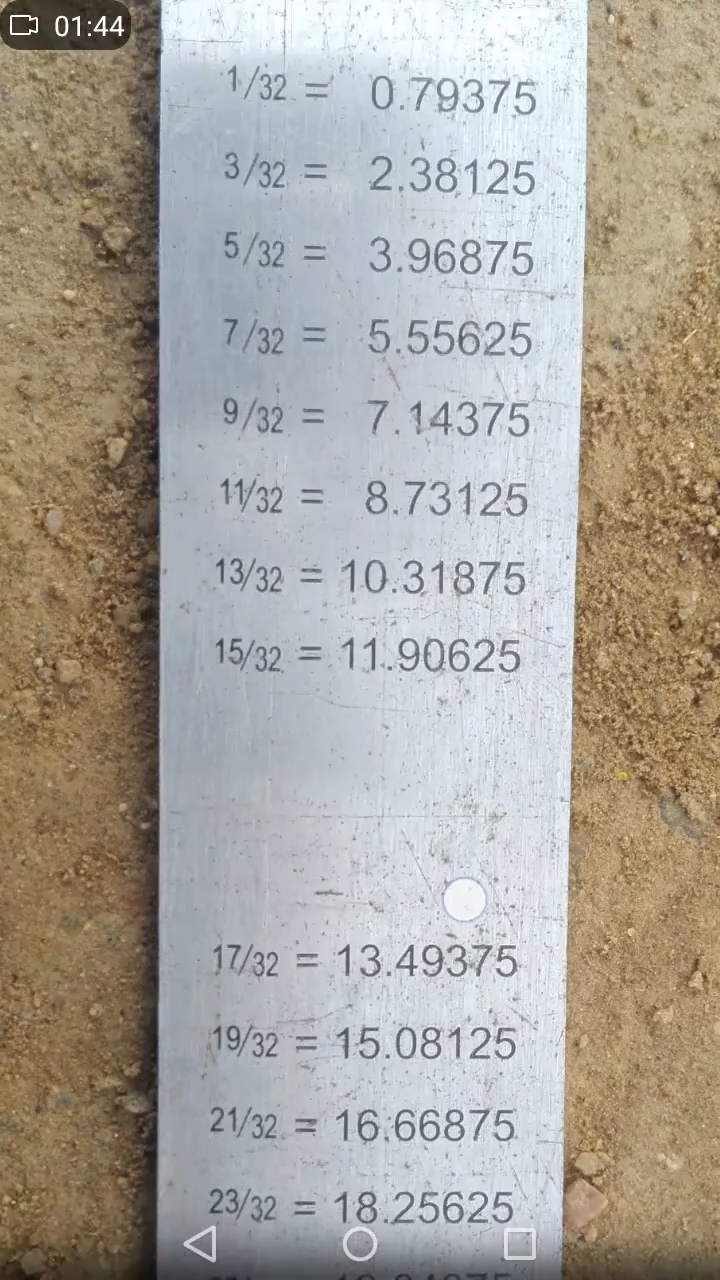 01:44
1/32 = 0.79375
3/32 = 2.38125
5/32 = 3.96875
7/32 = 5.55625
9/32 = 7.14375
11/32 = 8.73125
13/32 = 10.31875
15/32 = 11.90625
17/32 = 13.49375
19/32 = 15.08125
21/32 = 16.66875
23/32 = 18.25625